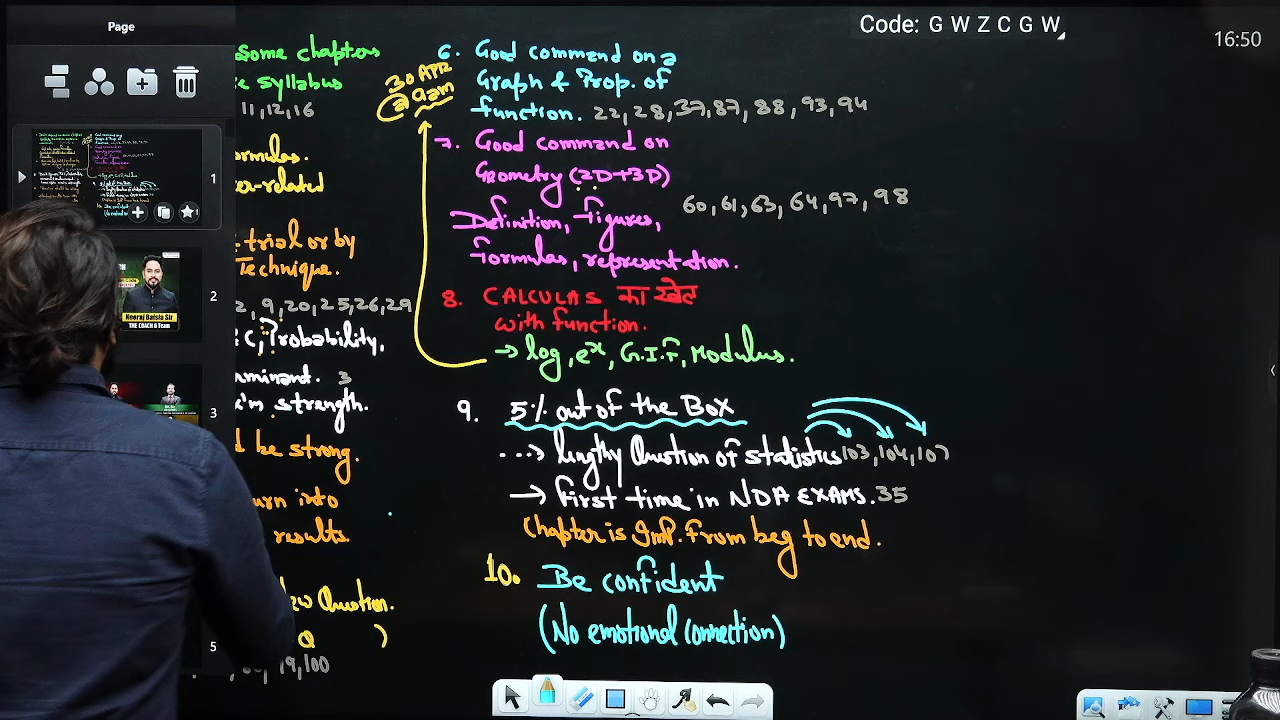 Page
Code: G W Z C G W
16:50
some chapters
e syllabus
11,12,16
ormulas.
er-related
trial or by
Technique.
2, 9,20,25,26,29
C, Probability,
minant. 3
e'm strength.
d be strong.
urn into
results.
ew Question.
Q )
19,100
30 APR
@ 9am
6. Good command on a
Graph & Prop. of
function. 22,28,37,87,88,93,94
7. Good command on
Geometry (2D+3D)
60,61,63,64,97,98
Definition, Figures,
formulas, representation.
8. CALCULAS का खेल
with function.
→ log, eˣ, G.I.F, Modulus.
9. 5% out of the Box
...→ lengthy Question of statistics 103,104,107
→ First time in NDA EXAMS. 35
Chapter is Imp. From beg to end.
10. Be confident
(No emotional connection)
1
2
Neeraj Baisla Sir
THE COACH 6 Team
3
5